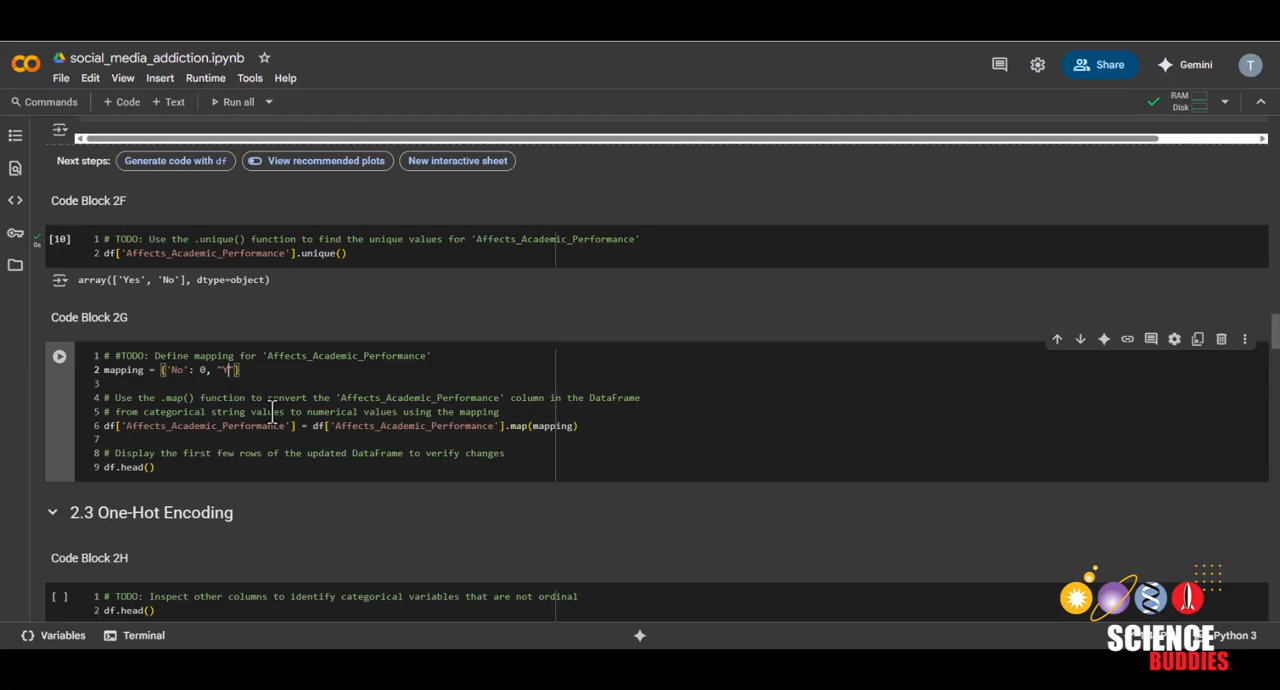 social_media_addiction.ipynb
File Edit View Insert Runtime Tools Help
Share
Gemini
T
Commands + Code + Text Run all
RAM
Disk
Next steps: Generate code with df View recommended plots New interactive sheet
Code Block 2F
[10] 1 # TODO: Use the .unique() function to find the unique values for 'Affects_Academic_Performance'
0s 2 df['Affects_Academic_Performance'].unique()
array(['Yes', 'No'], dtype=object)
Code Block 2G
1 # #TODO: Define mapping for 'Affects_Academic_Performance'
2 mapping = {'No': 0, "Y"}
3
4 # Use the .map() function to convert the 'Affects_Academic_Performance' column in the DataFrame
5 # from categorical string values to numerical values using the mapping
6 df['Affects_Academic_Performance'] = df['Affects_Academic_Performance'].map(mapping)
7
8 # Display the first few rows of the updated DataFrame to verify changes
9 df.head()
2.3 One-Hot Encoding
Code Block 2H
[ ] 1 # TODO: Inspect other columns to identify categorical variables that are not ordinal
2 df.head()
Variables Terminal
Python 3
SCIENCE
BUDDIES